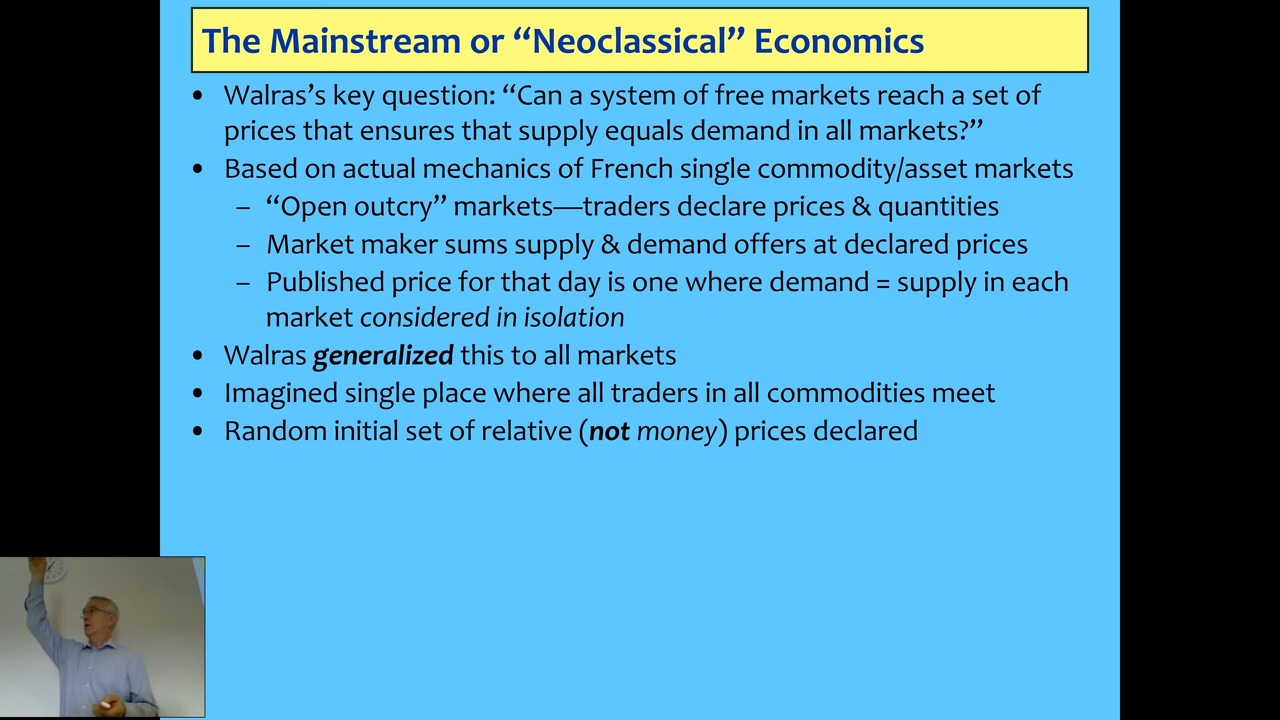 The Mainstream or “Neoclassical” Economics
• Walras’s key question: “Can a system of free markets reach a set of
prices that ensures that supply equals demand in all markets?”
• Based on actual mechanics of French single commodity/asset markets
– “Open outcry” markets—traders declare prices & quantities
– Market maker sums supply & demand offers at declared prices
– Published price for that day is one where demand = supply in each
market considered in isolation
• Walras generalized this to all markets
• Imagined single place where all traders in all commodities meet
• Random initial set of relative (not money) prices declared